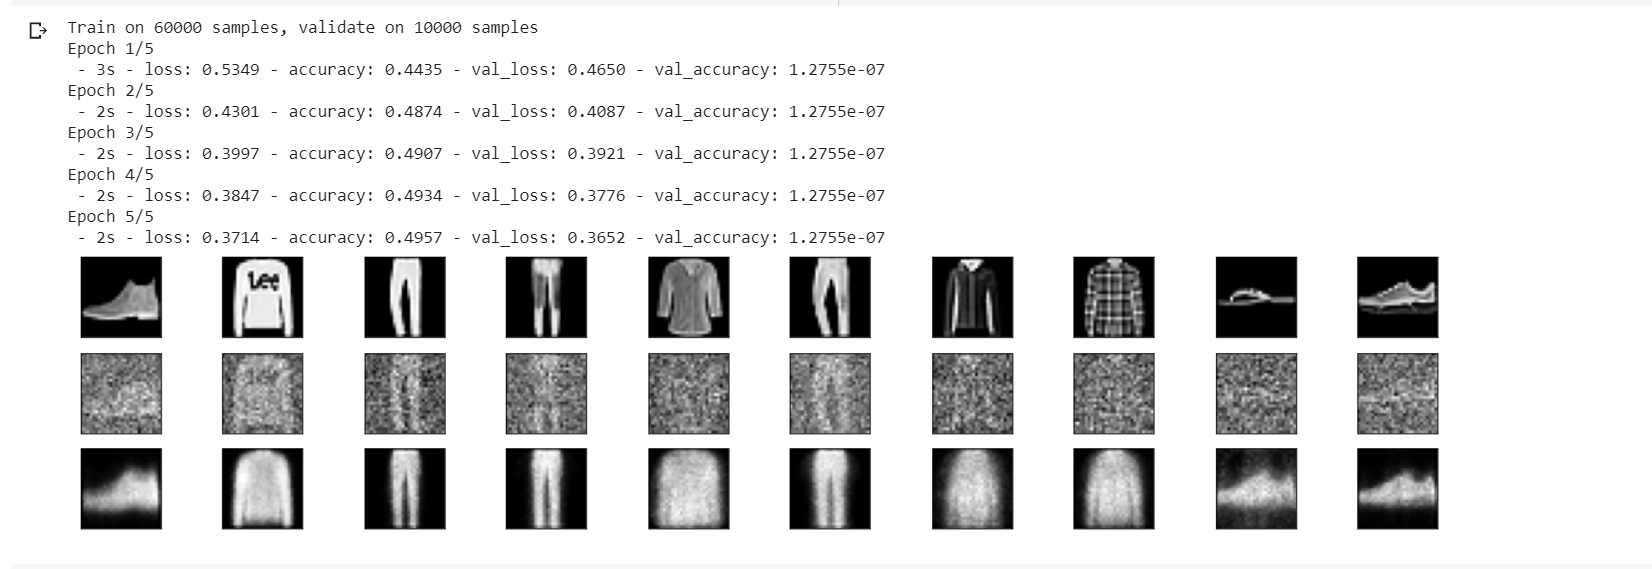 Train on 60000 samples, validate on 10000 samples
Epoch 1/5
- 3s - loss: 0.5349 - accuracy: 0.4435 - val_loss: 0.4650 - val_accuracy: 1.2755e-07
Epoch 2/5
- 2s - loss: 0.4301 - accuracy: 0.4874 - val_loss: 0.4087 - val_accuracy: 1.2755e-07
Epoch 3/5
- 2s - loss: 0.3997 - accuracy: 0.4907 - val_loss: 0.3921 - val_accuracy: 1.2755e-07
Epoch 4/5
- 2s - loss: 0.3847 - accuracy: 0.4934 - val_loss: 0.3776 - val_accuracy: 1.2755e-07
Epoch 5/5
- 2s - loss: 0.3714 - accuracy: 0.4957 - val_loss: 0.3652 - val_accuracy: 1.2755e-07
Lee